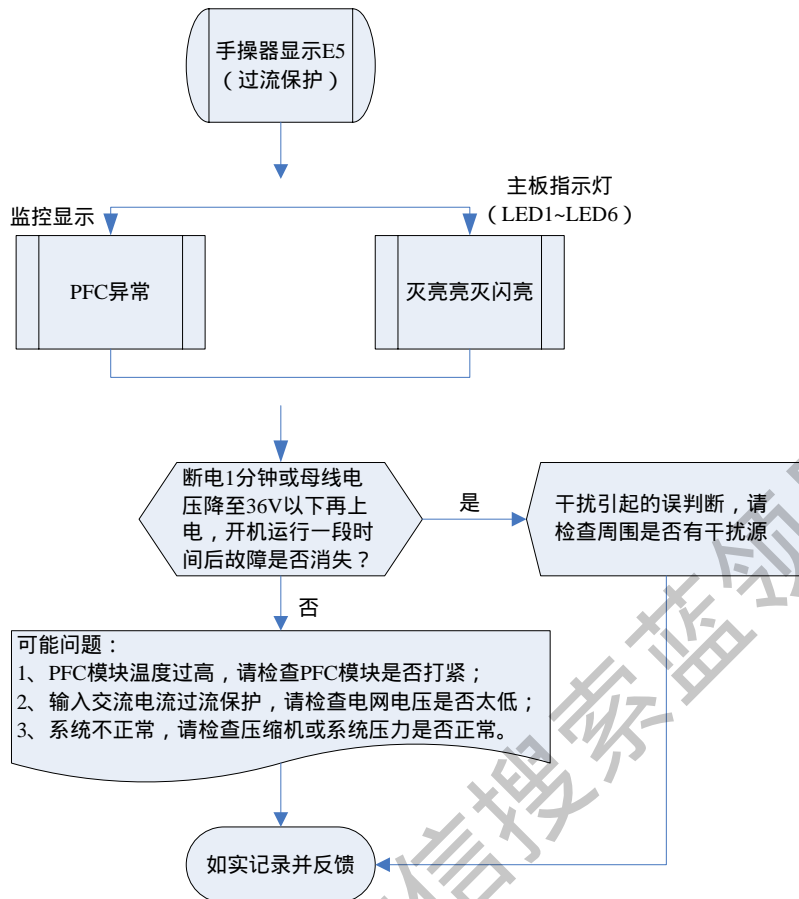 手操器显示E5
（过流保护）
主板指示灯
（LED1~LED6）
监控显示
PFC异常
灭亮亮灭闪亮
断电1分钟或母线电
压降至36V以下再上
电，开机运行一段时
间后故障是否消失？
是
干扰引起的误判断，请
检查周围是否有干扰源
否
可能问题：
1、PFC模块温度过高，请检查PFC模块是否打紧；
2、输入交流电流过流保护，请检查电网电压是否太低；
3、系统不正常，请检查压缩机或系统压力是否正常。
如实记录并反馈
信搜索蓝领